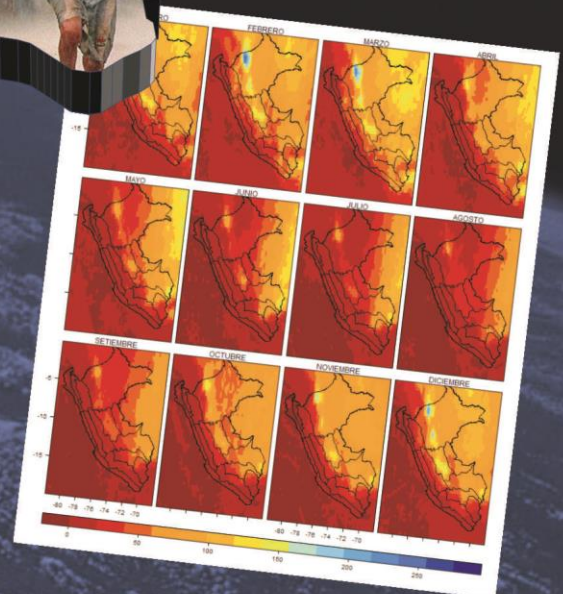 FEBRERO
MARZO
ABRIL
-15
MAYO
JUNIO
JULIO
AGOSTO
SETIEMBRE
OCTUBRE
NOVIEMBRE
DICIEMBRE
-5
-10
-15
-80 -78 -76 -74 -72 -70
-80 -78 -76 -74 -72 -70
0 50 100 150 200 250